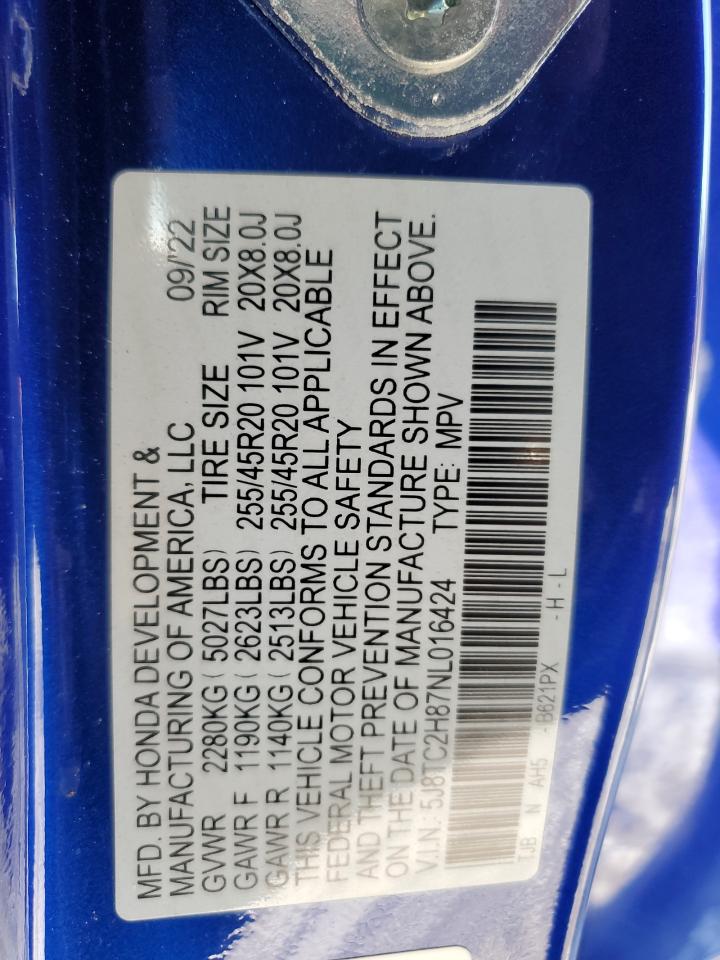 MFD. BY HONDA DEVELOPMENT &
MANUFACTURING OF AMERICA, LLC 09/22
GVWR 2280KG ( 5027LBS) TIRE SIZE RIM SIZE
GAWR F 1190KG ( 2623LBS) 255/45R20 101V 20X8.0J
GAWR R 1140KG ( 2513LBS) 255/45R20 101V 20X8.0J
THIS VEHICLE CONFORMS TO ALL APPLICABLE
FEDERAL MOTOR VEHICLE SAFETY
AND THEFT PREVENTION STANDARDS IN EFFECT
ON THE DATE OF MANUFACTURE SHOWN ABOVE.
V.I.N.: 5J8TC2H87NL016424 TYPE: MPV
TJB N AH5 - B621PX - H - L